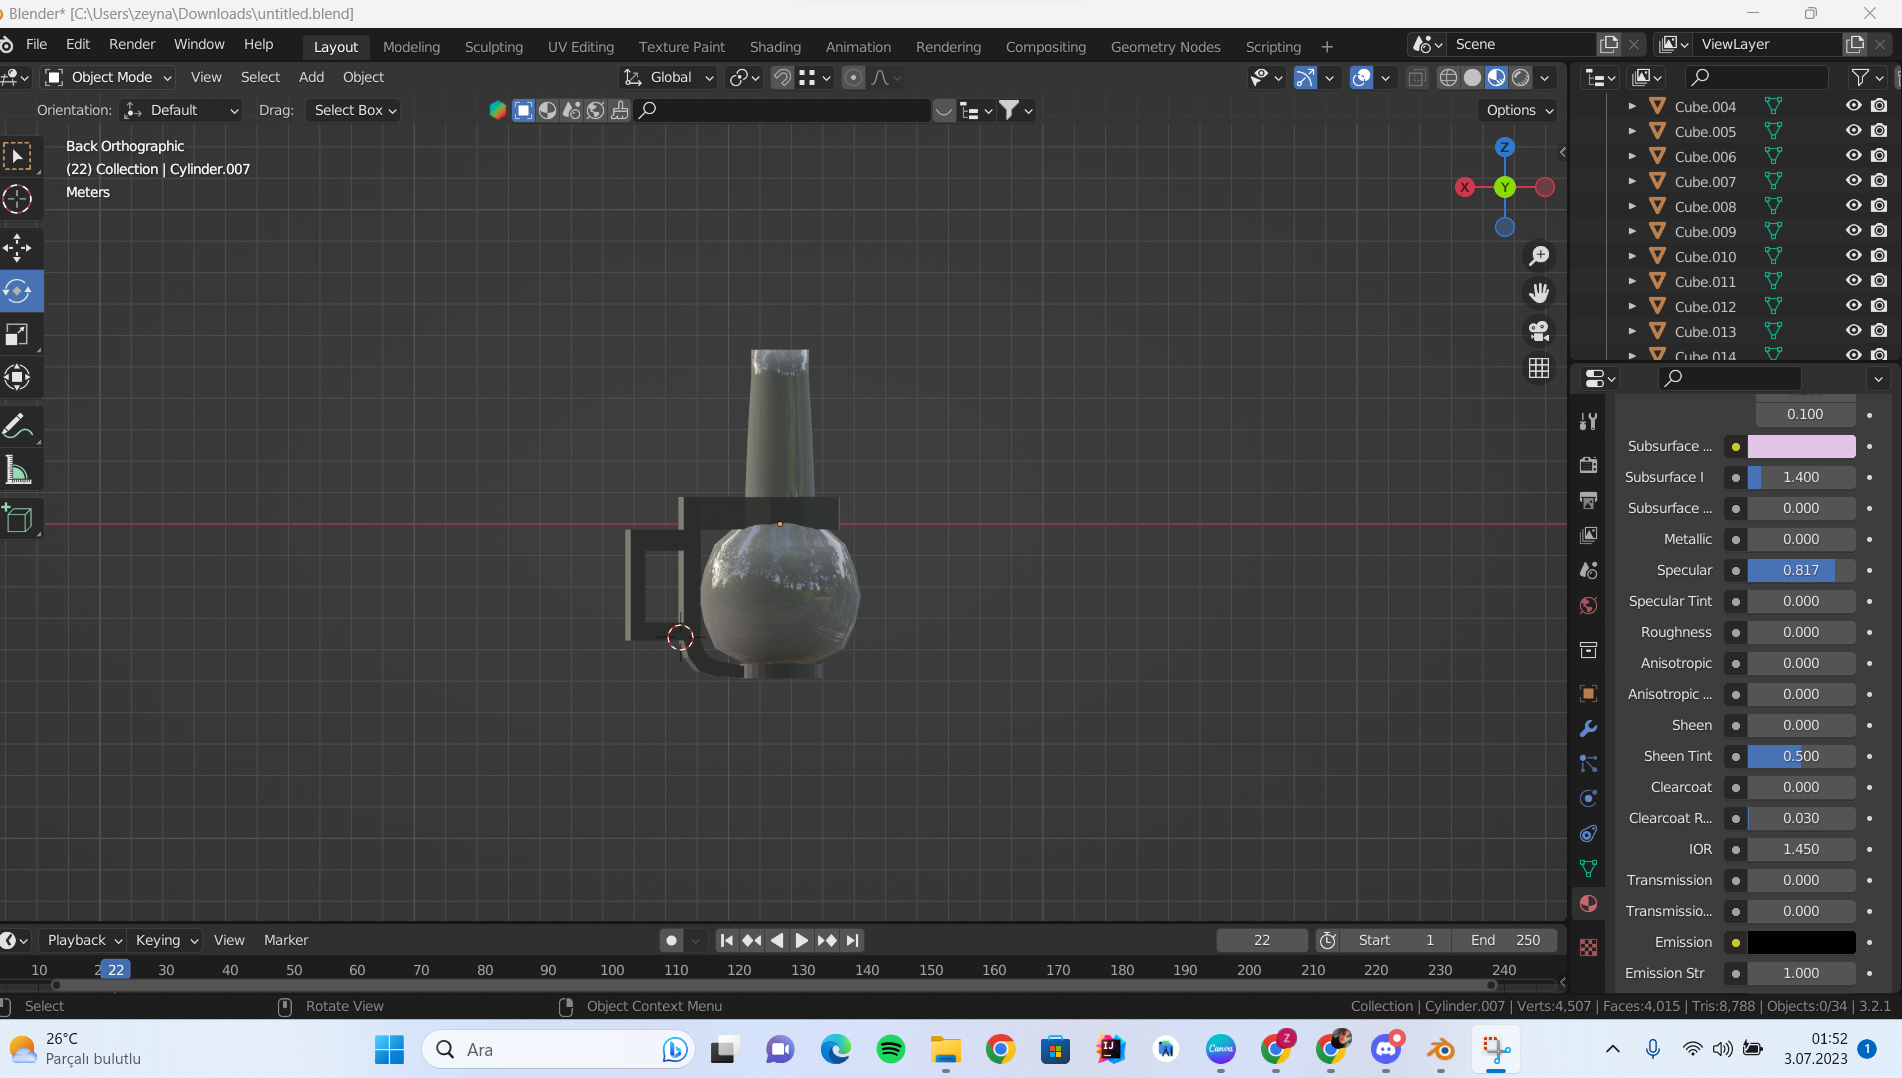 Blender* [C:\Users\zeyna\Downloads\untitled.blend]
File Edit Render Window Help Layout Modeling Sculpting UV Editing Texture Paint Shading Animation Rendering Compositing Geometry Nodes Scripting + Scene ViewLayer
Object Mode View Select Add Object Global
Orientation: Default Drag: Select Box Options
Back Orthographic
(22) Collection | Cylinder.007
Meters
Z
X Y
Cube.004
Cube.005
Cube.006
Cube.007
Cube.008
Cube.009
Cube.010
Cube.011
Cube.012
Cube.013
Cube.014
0.100
Subsurface ...
Subsurface I 1.400
Subsurface ... 0.000
Metallic 0.000
Specular 0.817
Specular Tint 0.000
Roughness 0.000
Anisotropic 0.000
Anisotropic ... 0.000
Sheen 0.000
Sheen Tint 0.500
Clearcoat 0.000
Clearcoat R... 0.030
IOR 1.450
Transmission 0.000
Transmissio... 0.000
Emission
Emission Str 1.000
Playback Keying View Marker 22 Start 1 End 250
10 22 30 40 50 60 70 80 90 100 110 120 130 140 150 160 170 180 190 200 210 220 230 240
Select Rotate View Object Context Menu Collection | Cylinder.007 | Verts:4,507 | Faces:4,015 | Tris:8,788 | Objects:0/34 | 3.2.1
26°C
Parçalı bulutlu
Ara
Canva
Z
01:52
3.07.2023
1